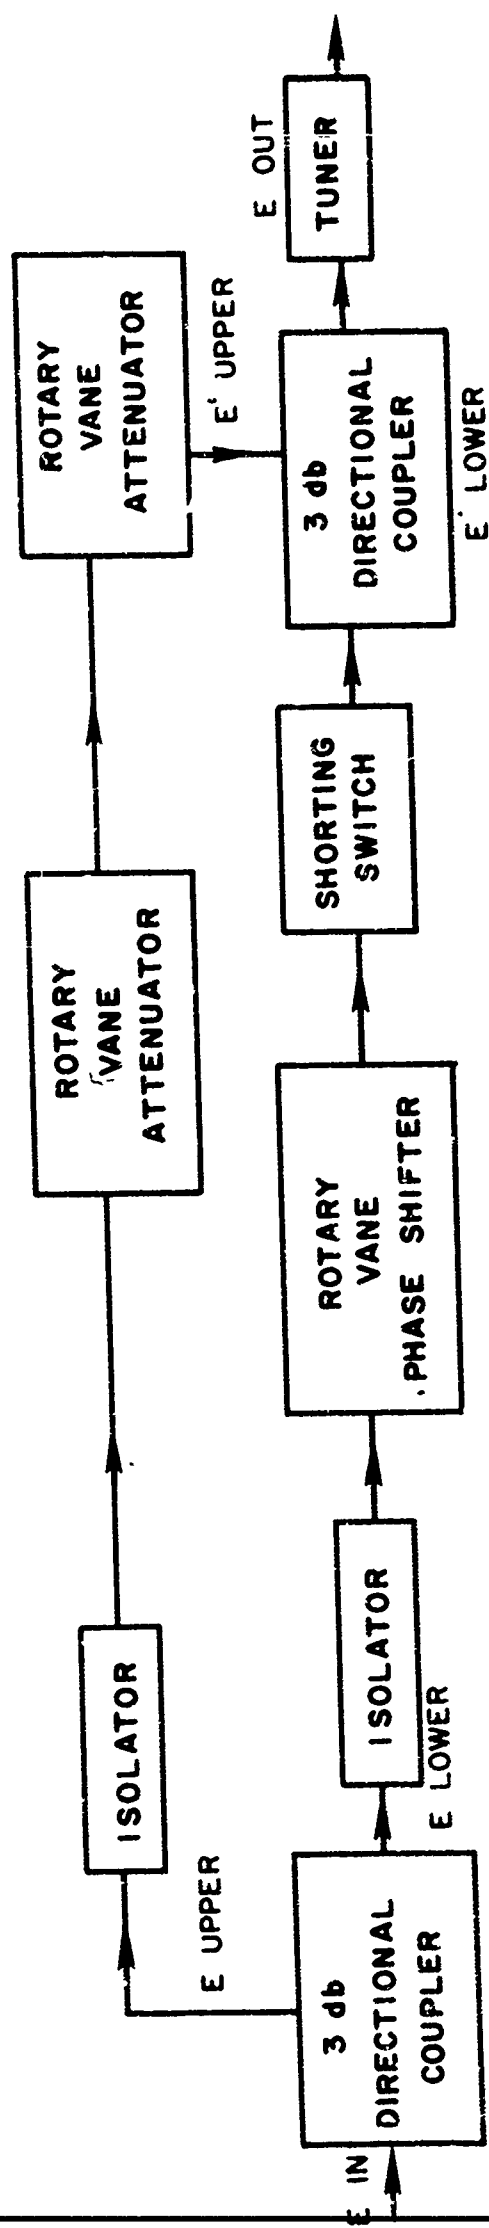 E IN
3 db
DIRECTIONAL
COUPLER
E UPPER
ISOLATOR
ROTARY
VANE
ATTENUATOR
ROTARY
VANE
ATTENUATOR
E' UPPER
E LOWER
ISOLATOR
ROTARY
VANE
PHASE SHIFTER
SHORTING
SWITCH
3 db
DIRECTIONAL
COUPLER
E' LOWER
E OUT
TUNER